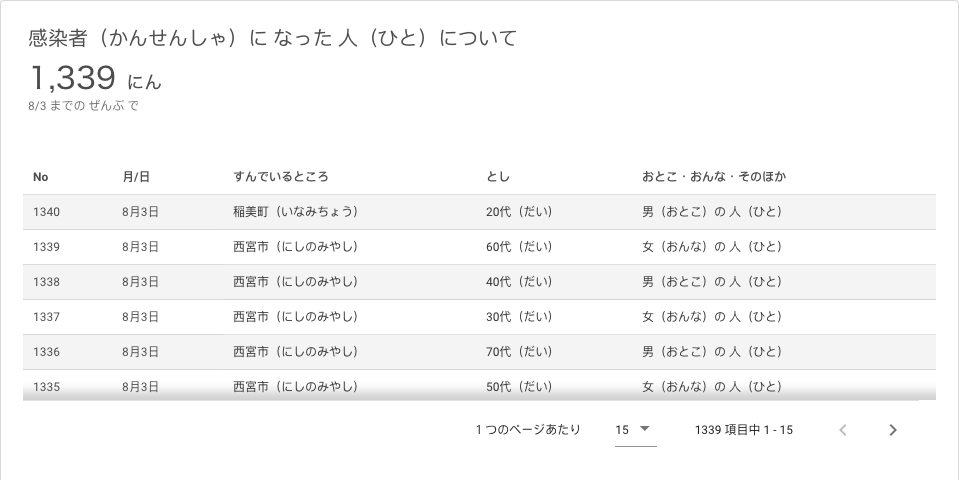 感染者（かんせんしゃ）に なった 人（ひと）について
1,339 にん
8/3 までの ぜんぶ で
No 月/日 すんでいるところ とし おとこ・おんな・そのほか
1340 8月3日 稲美町（いなみちょう） 20代（だい） 男（おとこ）の 人（ひと）
1339 8月3日 西宮市（にしのみやし） 60代（だい） 女（おんな）の 人（ひと）
1338 8月3日 西宮市（にしのみやし） 40代（だい） 男（おとこ）の 人（ひと）
1337 8月3日 西宮市（にしのみやし） 30代（だい） 女（おんな）の 人（ひと）
1336 8月3日 西宮市（にしのみやし） 70代（だい） 男（おとこ）の 人（ひと）
1335 8月3日 西宮市（にしのみやし） 50代（だい） 女（おんな）の 人（ひと）
1 つのページあたり 15 1339 項目中 1 - 15